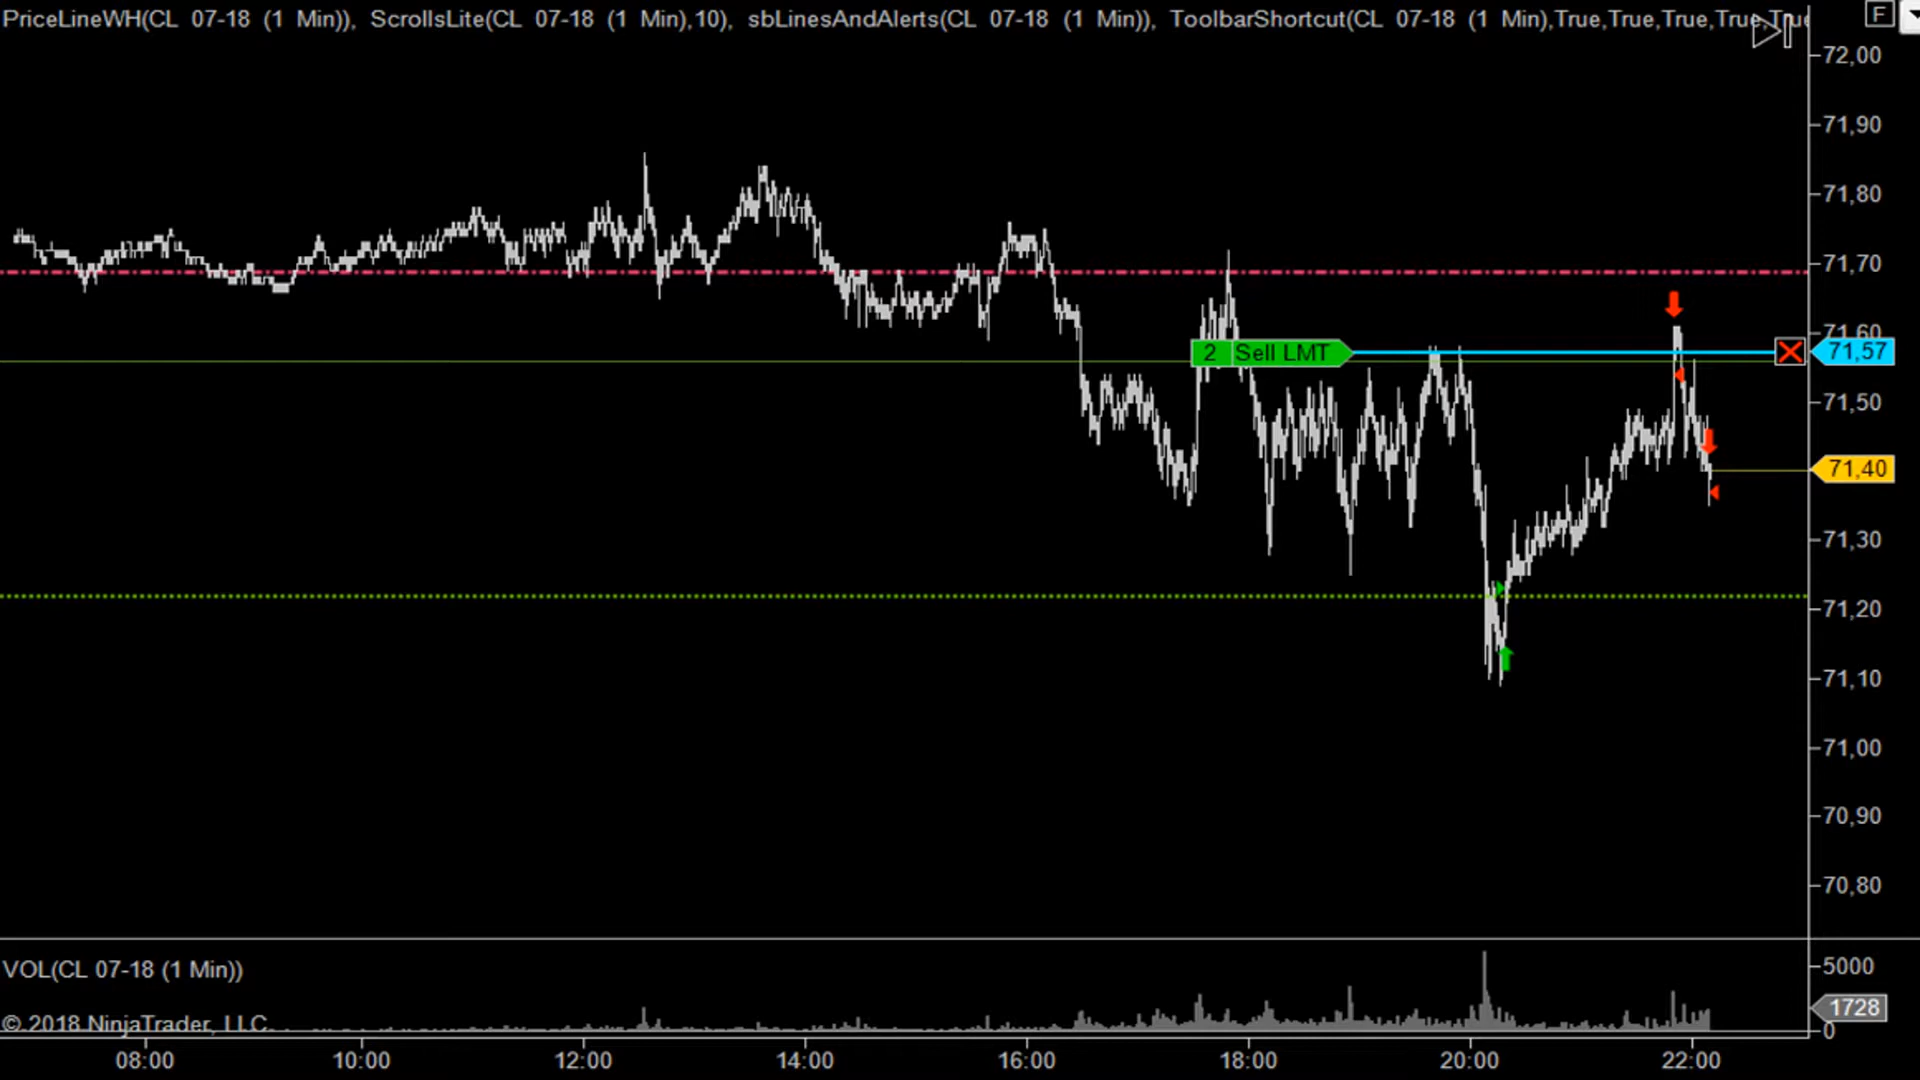 PriceLineWH(CL 07-18 (1 Min)), ScrollsLite(CL 07-18 (1 Min),10), sbLinesAndAlerts(CL 07-18 (1 Min)), ToolbarShortcut(CL 07-18 (1 Min),True,True,True,True,True
F
72,00
71,90
71,80
71,70
71,60
2 Sell LMT
71,57
71,50
71,40
71,30
71,20
71,10
71,00
70,90
70,80
VOL(CL 07-18 (1 Min))
5000
1728
0
© 2018 NinjaTrader, LLC
08:00 10:00 12:00 14:00 16:00 18:00 20:00 22:00